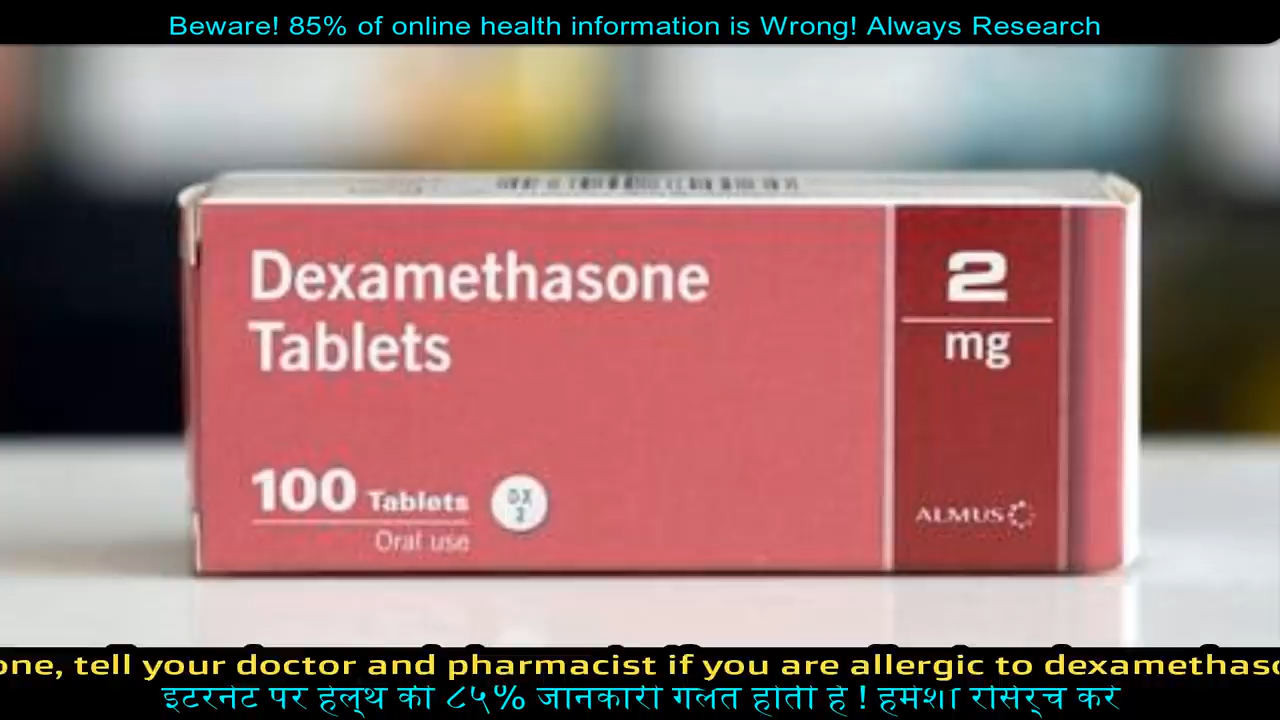 Beware! 85% of online health information is Wrong! Always Research
Dexamethasone
Tablets
2
mg
100 Tablets
Oral use
DX
2
ALMUS
one, tell your doctor and pharmacist if you are allergic to dexamethaso
इंटरनेट पर हेल्थ की ८५% जानकारी गलत होती है ! हमेशा रिसर्च करें